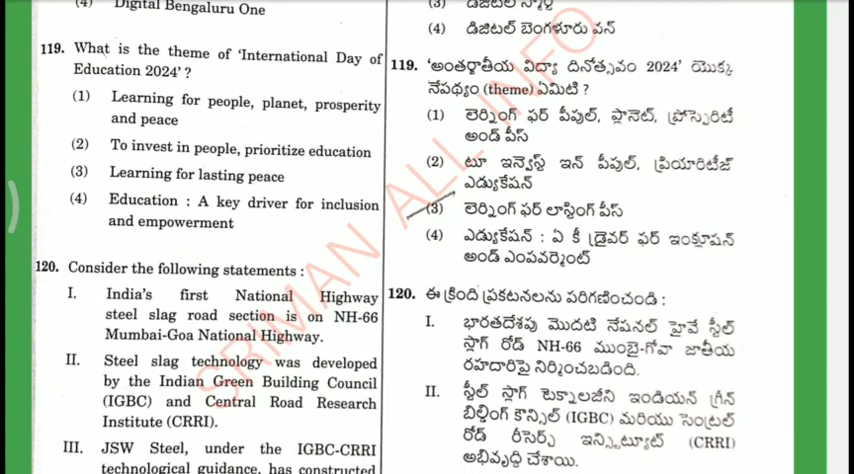 (4) Digital Bengaluru One
119. What is the theme of ‘International Day of
Education 2024’ ?
(1) Learning for people, planet, prosperity
and peace
(2) To invest in people, prioritize education
(3) Learning for lasting peace
(4) Education : A key driver for inclusion
and empowerment
120. Consider the following statements :
I. India’s first National Highway
steel slag road section is on NH-66
Mumbai-Goa National Highway.
II. Steel slag technology was developed
by the Indian Green Building Council
(IGBC) and Central Road Research
Institute (CRRI).
III. JSW Steel, under the IGBC-CRRI
technological guidance, has constructed
(3) డిజిటల్ స్మార్ట్
(4) డిజిటల్ బెంగళూరు వన్
119. ‘అంతర్జాతీయ విద్యా దినోత్సవం 2024’ యొక్క
నేపథ్యం (theme) ఏమిటి ?
(1) లెర్నింగ్ ఫర్ పీపుల్, ప్లానెట్, ప్రోస్పెరిటీ
అండ్ పీస్
(2) టూ ఇన్వెస్ట్ ఇన్ పీపుల్, ప్రియారిటైజ్
ఎడ్యుకేషన్
(3) లెర్నింగ్ ఫర్ లాస్టింగ్ పీస్
(4) ఎడ్యుకేషన్ : ఏ కీ డ్రైవర్ ఫర్ ఇంక్లూషన్
అండ్ ఎంపవర్మెంట్
120. ఈ క్రింది ప్రకటనలను పరిగణించండి :
I. భారతదేశపు మొదటి నేషనల్ హైవే స్టీల్
స్లాగ్ రోడ్ NH-66 ముంబై-గోవా జాతీయ
రహదారిపై నిర్మించబడింది.
II. స్టీల్ స్లాగ్ టెక్నాలజీని ఇండియన్ గ్రీన్
బిల్డింగ్ కౌన్సిల్ (IGBC) మరియు సెంట్రల్
రోడ్ రీసెర్చ్ ఇన్స్టిట్యూట్ (CRRI)
అభివృద్ధి చేశాయి.
SRIMAN ALL INFO